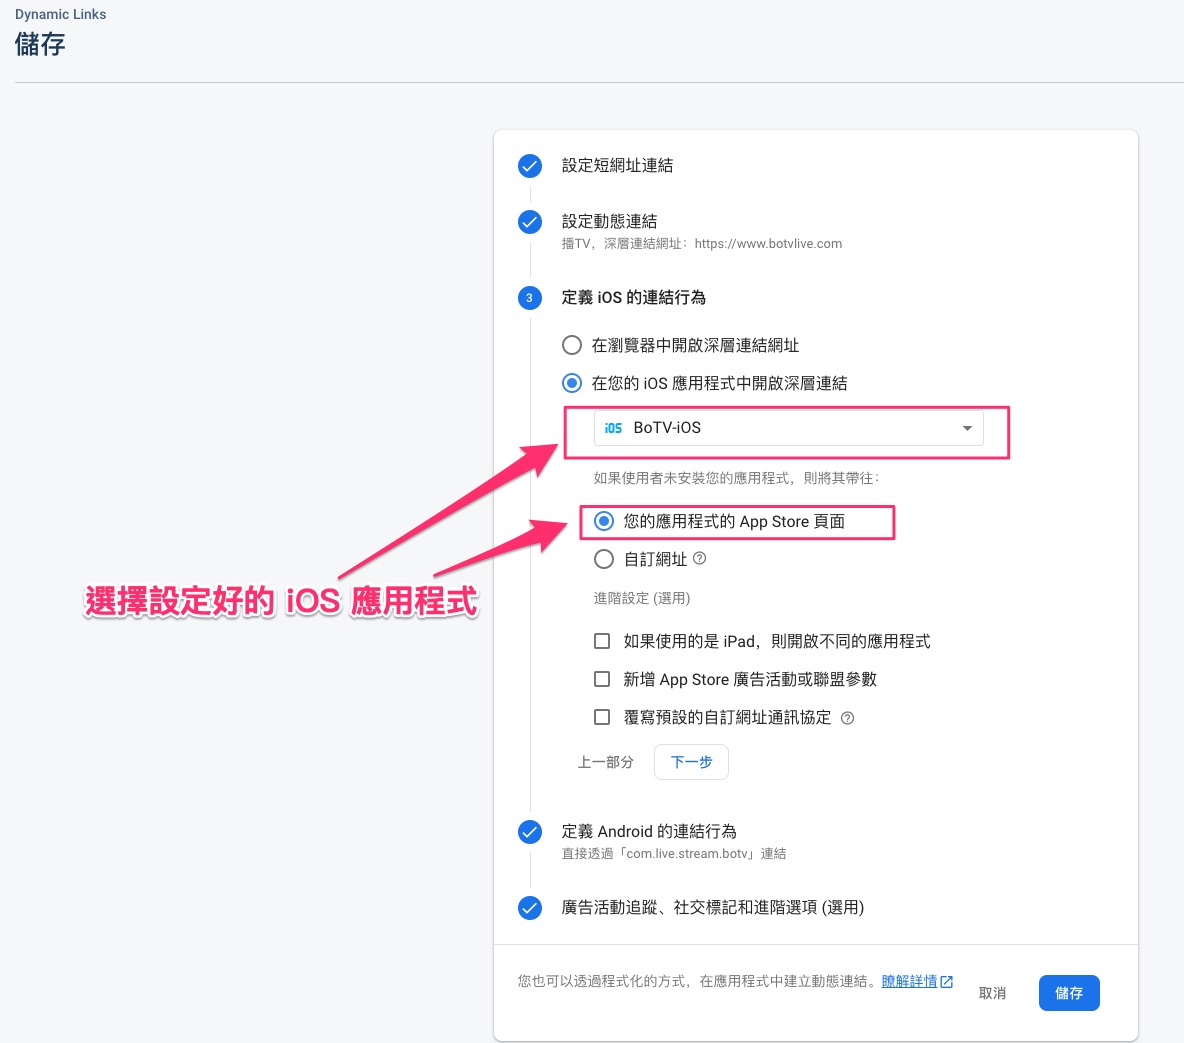 Dynamic Links
儲存
設定短網址連結
設定動態連結
播TV，深層連結網址：https://www.botvlive.com
3
定義 iOS 的連結行為
在瀏覽器中開啟深層連結網址
在您的 iOS 應用程式中開啟深層連結
iOS BoTV-iOS
如果使用者未安裝您的應用程式，則將其帶往：
您的應用程式的 App Store 頁面
自訂網址
選擇設定好的 iOS 應用程式
進階設定 (選用)
如果使用的是 iPad，則開啟不同的應用程式
新增 App Store 廣告活動或聯盟參數
覆寫預設的自訂網址通訊協定
上一部分 下一步
定義 Android 的連結行為
直接透過「com.live.stream.botv」連結
廣告活動追蹤、社交標記和進階選項 (選用)
您也可以透過程式化的方式，在應用程式中建立動態連結。瞭解詳情
取消 儲存